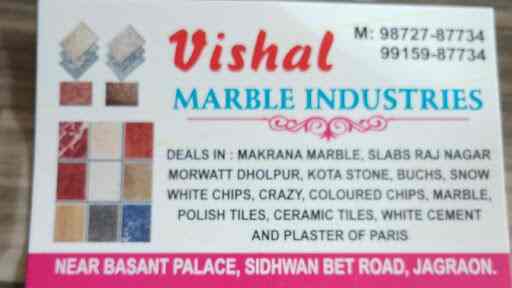 Vishal
M: 98727-87734
99159-87734
MARBLE INDUSTRIES
DEALS IN : MAKRANA MARBLE, SLABS RAJ NAGAR
MORWATT DHOLPUR, KOTA STONE, BUCHS, SNOW
WHITE CHIPS, CRAZY, COLOURED CHIPS, MARBLE,
POLISH TILES, CERAMIC TILES, WHITE CEMENT
AND PLASTER OF PARIS
NEAR BASANT PALACE, SIDHWAN BET ROAD, JAGRAON.